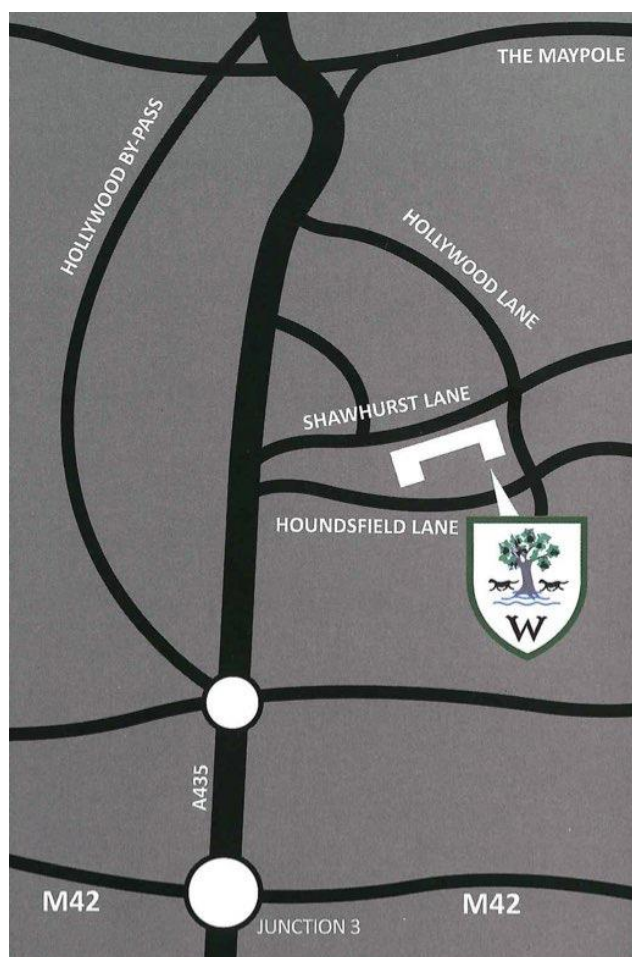 THE MAYPOLE
HOLLYWOOD BY-PASS
HOLLYWOOD LANE
SHAWHURST LANE
HOUNDSFIELD LANE
W
A435
M42
M42
JUNCTION 3